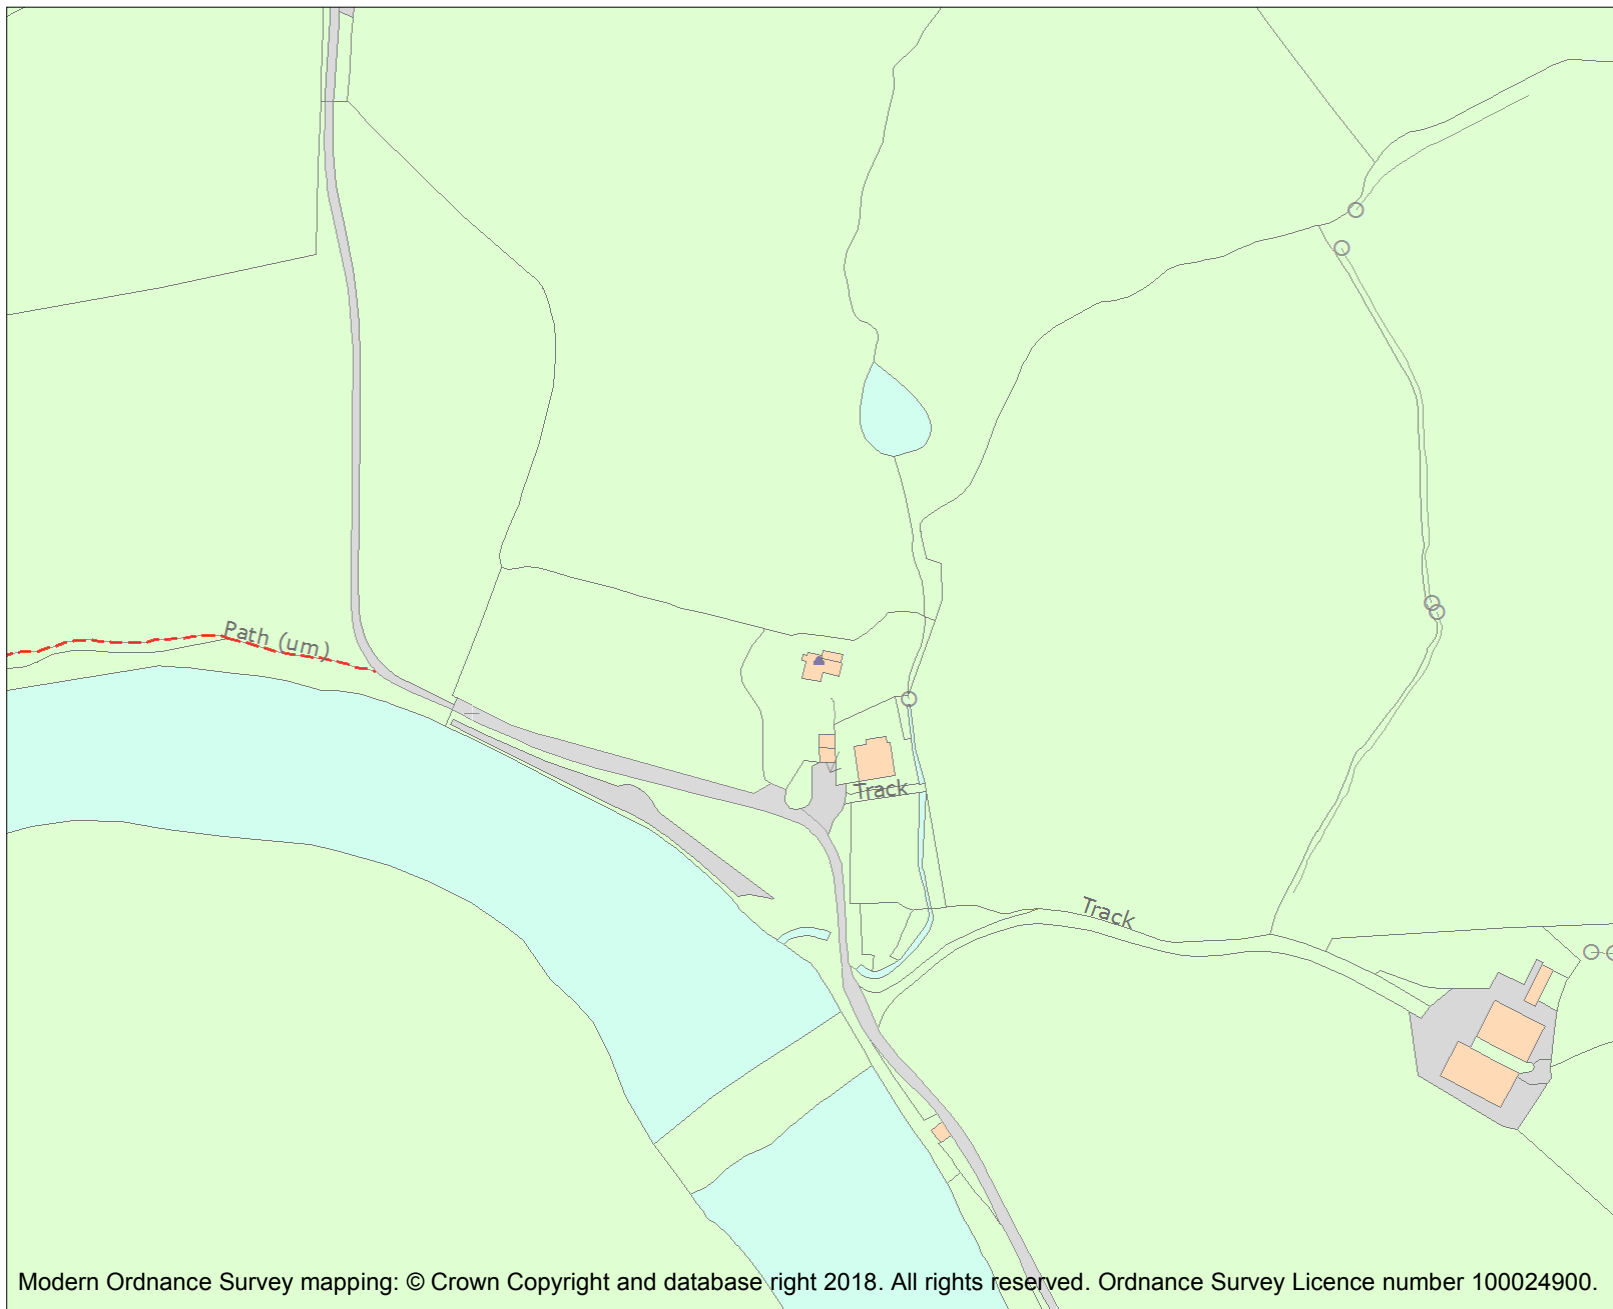 Path (um)
Track
Track
Modern Ordnance Survey mapping: © Crown Copyright and database right 2018. All rights reserved. Ordnance Survey Licence number 100024900.